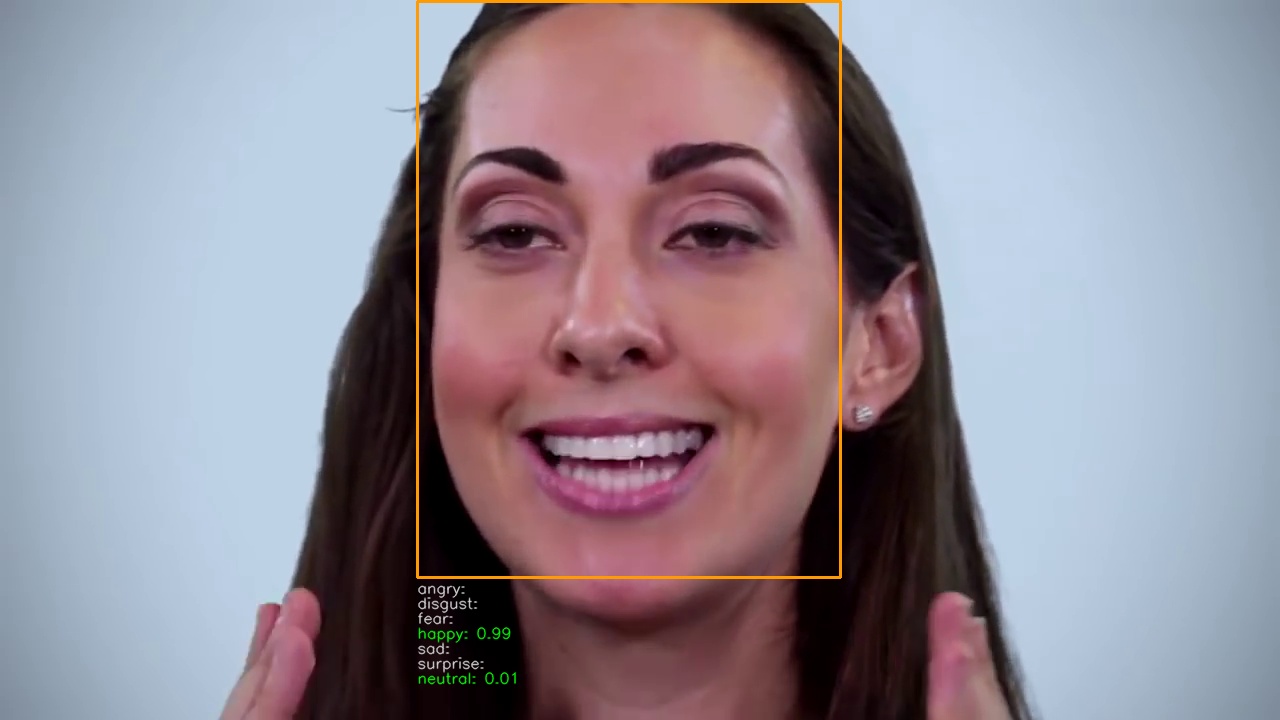 angry:
disgust:
fear:
happy: 0.99
sad:
surprise:
neutral: 0.01